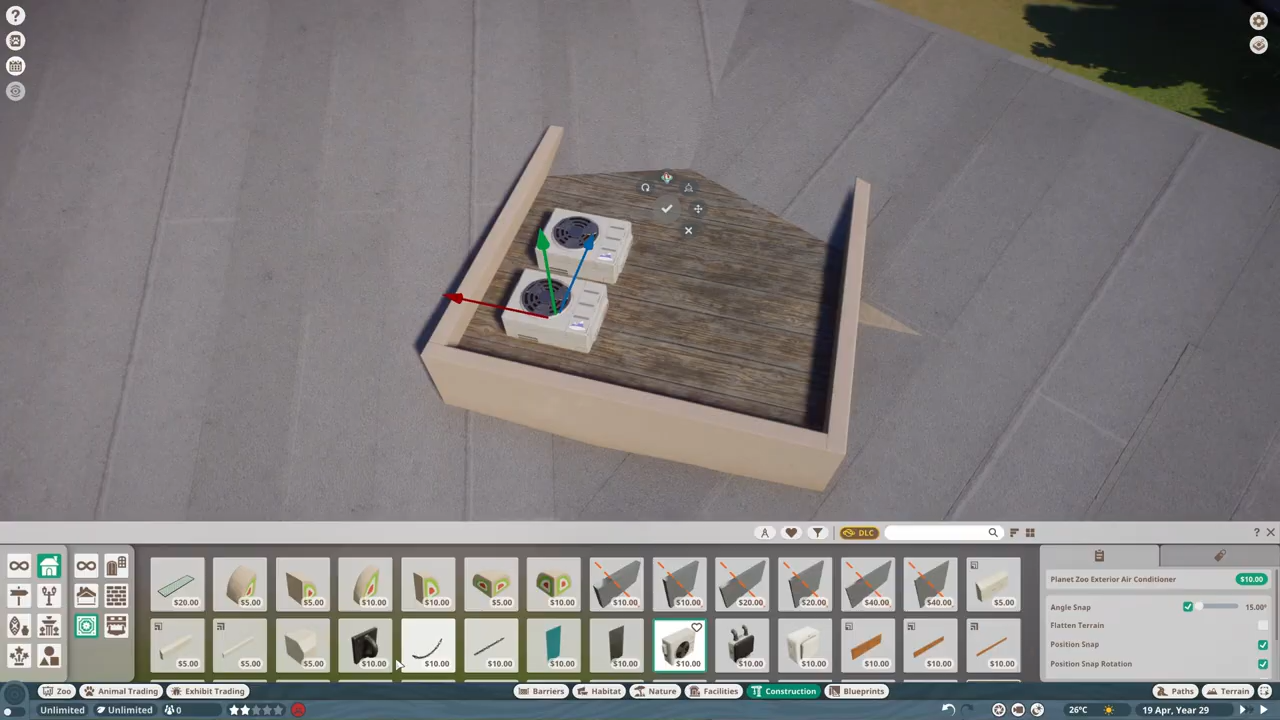 ?
DLC
? ×
$20.00 $5.00 $5.00 $10.00 $10.00 $5.00 $10.00 $10.00 $10.00 $20.00 $20.00 $40.00 $40.00 $5.00
$5.00 $5.00 $5.00 $10.00 $10.00 $10.00 $10.00 $10.00 $10.00 $10.00 $10.00 $10.00 $10.00 $10.00
Planet Zoo Exterior Air Conditioner $10.00
Angle Snap 15.00°
Flatten Terrain
Position Snap
Position Snap Rotation
Zoo Animal Trading Exhibit Trading Barriers Habitat Nature Facilities Construction Blueprints Paths Terrain
Unlimited Unlimited 0 26°C 19 Apr, Year 29